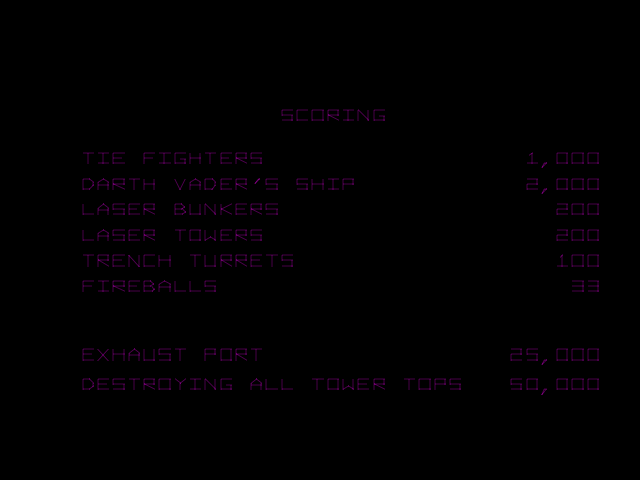 SCORING
TIE FIGHTERS 1,000
DARTH VADER'S SHIP 2,000
LASER BUNKERS 200
LASER TOWERS 200
TRENCH TURRETS 100
FIREBALLS 33
EXHAUST PORT 25,000
DESTROYING ALL TOWER TOPS 50,000